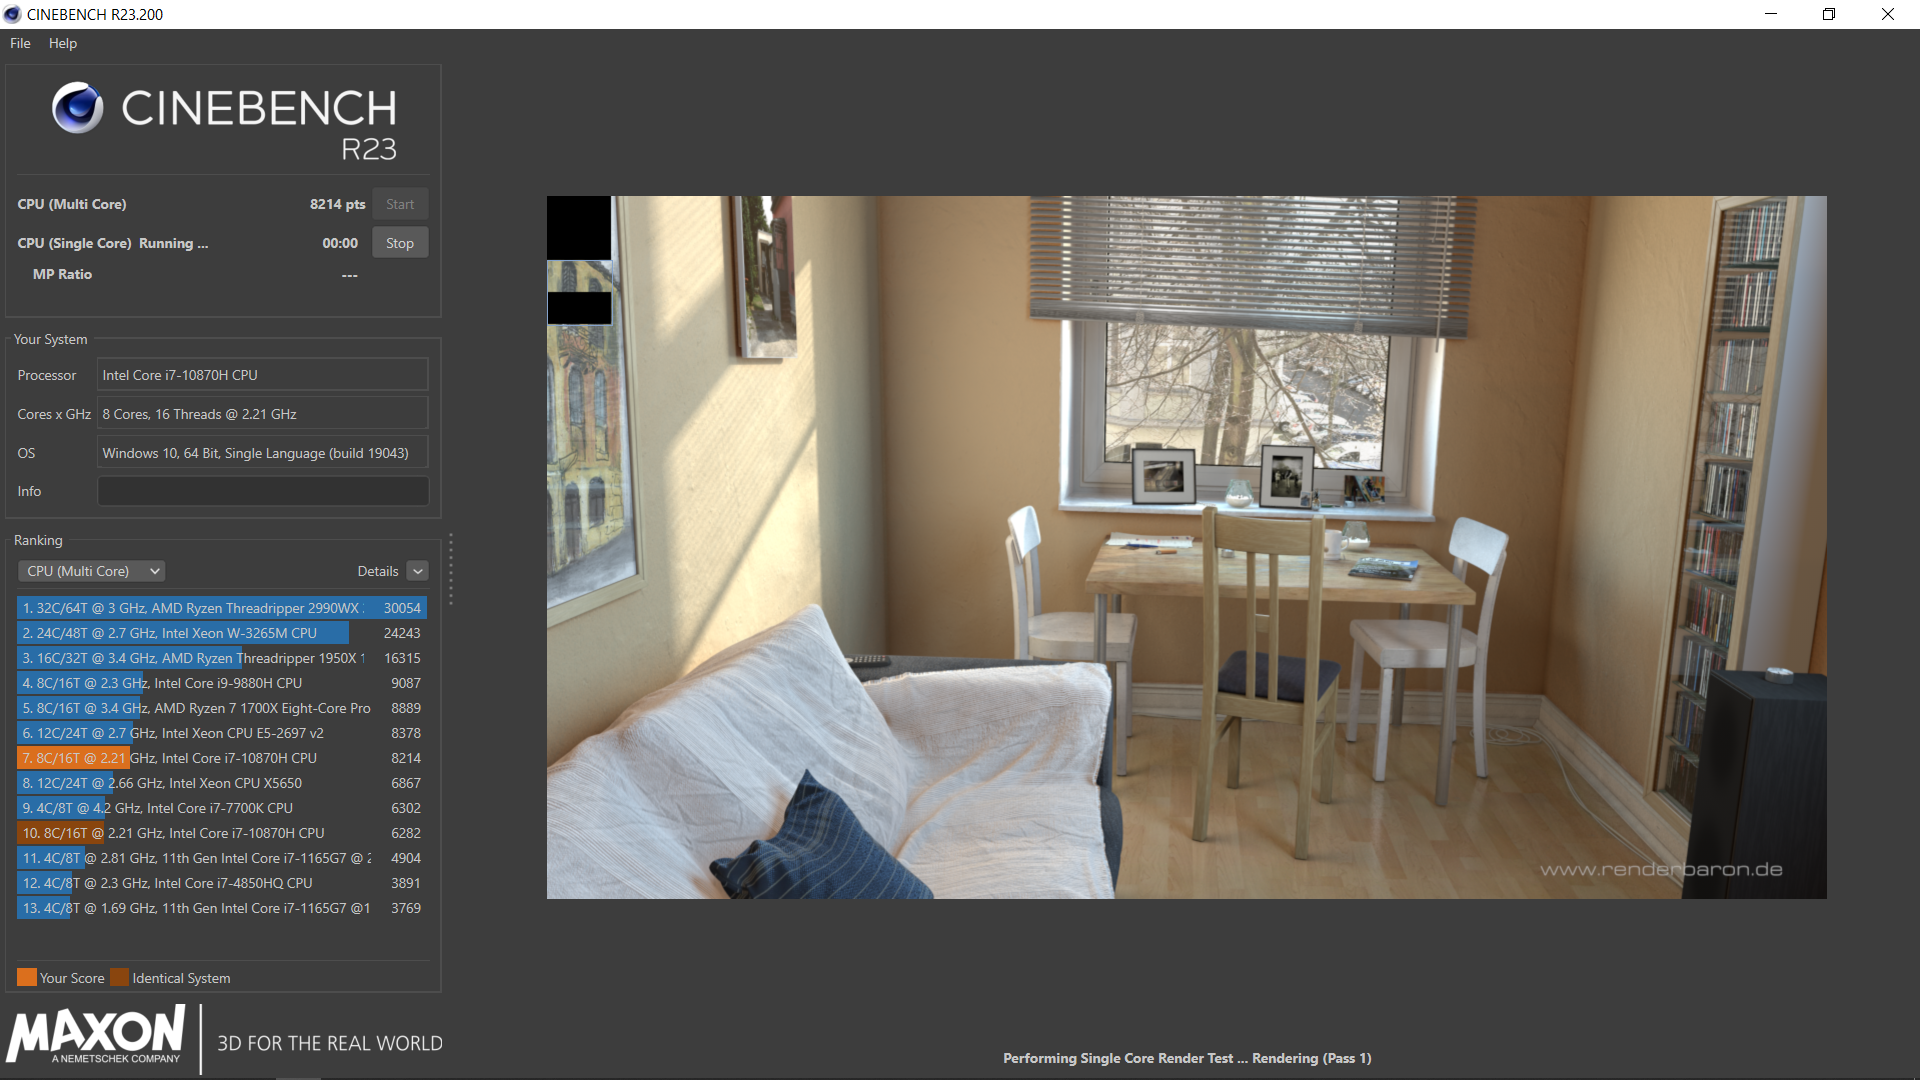 CINEBENCH R23.200
File Help
CINEBENCH
R23
CPU (Multi Core) 8214 pts Start
CPU (Single Core) Running ... 00:00 Stop
MP Ratio ---
Your System
Processor Intel Core i7-10870H CPU
Cores x GHz 8 Cores, 16 Threads @ 2.21 GHz
OS Windows 10, 64 Bit, Single Language (build 19043)
Info
Ranking
CPU (Multi Core) Details
1. 32C/64T @ 3 GHz, AMD Ryzen Threadripper 2990WX 30054
2. 24C/48T @ 2.7 GHz, Intel Xeon W-3265M CPU 24243
3. 16C/32T @ 3.4 GHz, AMD Ryzen Threadripper 1950X 1 16315
4. 8C/16T @ 2.3 GHz, Intel Core i9-9880H CPU 9087
5. 8C/16T @ 3.4 GHz, AMD Ryzen 7 1700X Eight-Core Pro 8889
6. 12C/24T @ 2.7 GHz, Intel Xeon CPU E5-2697 v2 8378
7. 8C/16T @ 2.21 GHz, Intel Core i7-10870H CPU 8214
8. 12C/24T @ 2.66 GHz, Intel Xeon CPU X5650 6867
9. 4C/8T @ 4.2 GHz, Intel Core i7-7700K CPU 6302
10. 8C/16T @ 2.21 GHz, Intel Core i7-10870H CPU 6282
11. 4C/8T @ 2.81 GHz, 11th Gen Intel Core i7-1165G7 @ 2 4904
12. 4C/8T @ 2.3 GHz, Intel Core i7-4850HQ CPU 3891
13. 4C/8T @ 1.69 GHz, 11th Gen Intel Core i7-1165G7 @1 3769
Your Score Identical System
MAXON
A NEMETSCHEK COMPANY
3D FOR THE REAL WORLD
www.renderbaron.de
Performing Single Core Render Test ... Rendering (Pass 1)